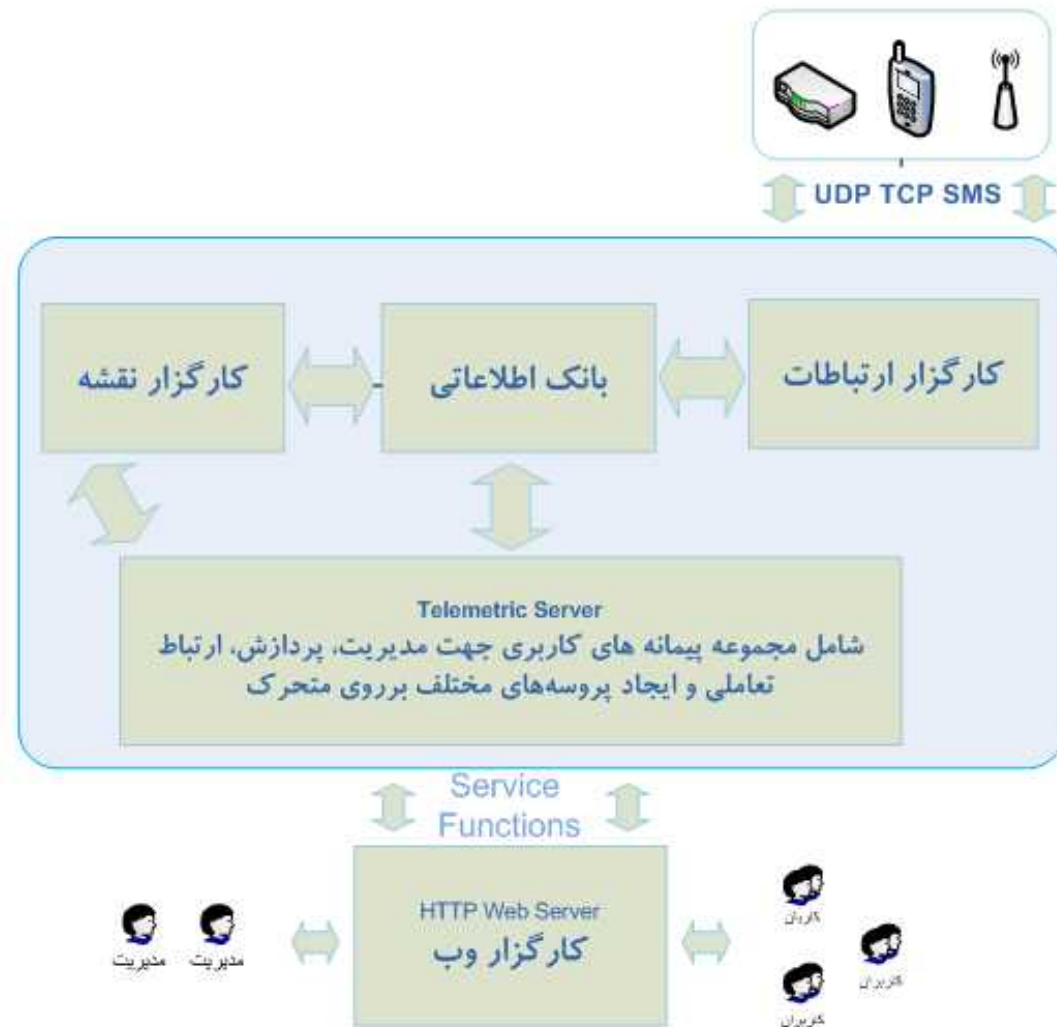 UDP TCP SMS
کارگزار ارتباطات
بانک اطلاعاتی
کارگزار نقشه
Telemetric Server
شامل مجموعه پیمانه های کاربری جهت مدیریت، پردازش، ارتباط
تعاملی و ایجاد پروسه‌های مختلف برروی متحرک
Service
Functions
HTTP Web Server
کارگزار وب
کاربان
کاربران
کاربران
مدیریت
مدیریت